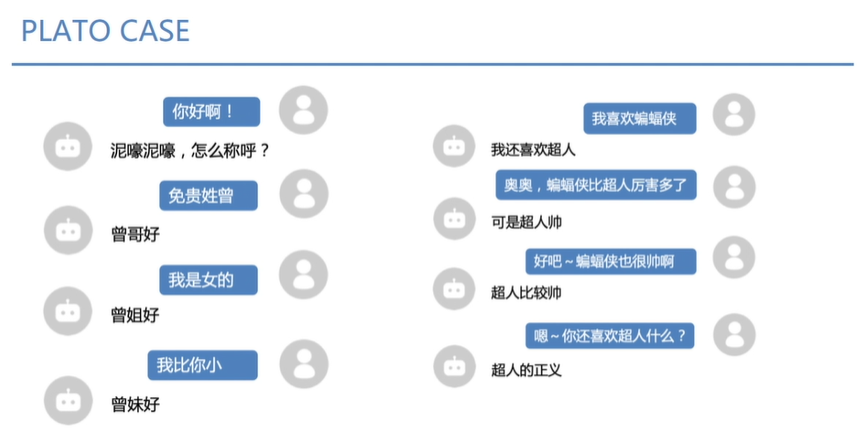 PLATO CASE
你好啊！
泥嚎泥嚎，怎么称呼？
免贵姓曾
曾哥好
我是女的
曾姐好
我比你小
曾妹好
我喜欢蝙蝠侠
我还喜欢超人
奥奥，蝙蝠侠比超人厉害多了
可是超人帅
好吧～蝙蝠侠也很帅啊
超人比较帅
嗯～你还喜欢超人什么？
超人的正义